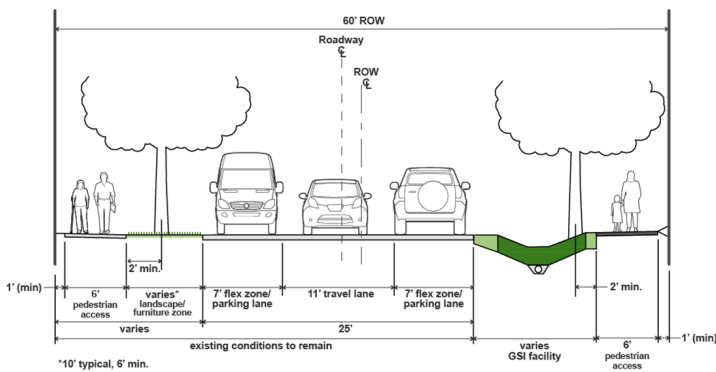 60' ROW
Roadway
CL
ROW
CL
2' min.
2' min.
1' (min)
6'
pedestrian
access
varies*
landscape/
furniture zone
7' flex zone/
parking lane
11' travel lane
7' flex zone/
parking lane
varies
25'
existing conditions to remain
varies
GSI facility
6'
pedestrian
access
1' (min)
*10' typical, 6' min.